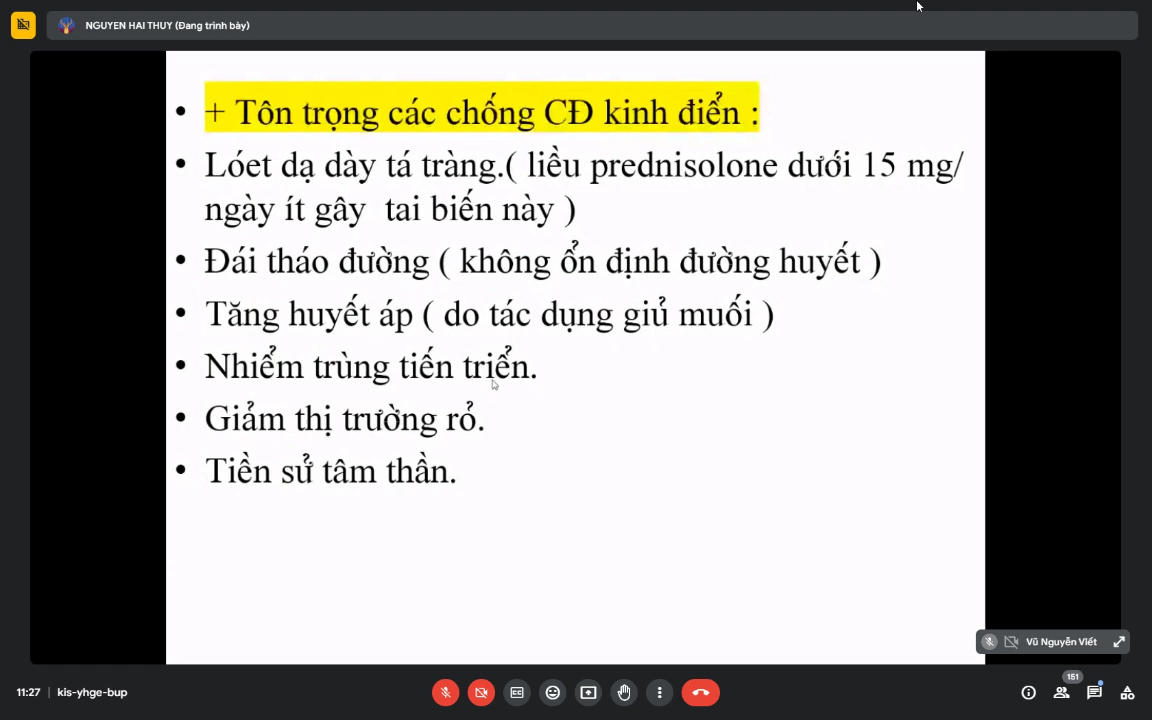 NGUYEN HAI THUY (Đang trình bày)
• + Tôn trọng các chống CĐ kinh điển :
• Lóet dạ dày tá tràng.( liều prednisolone dưới 15 mg/
ngày ít gây tai biến này )
• Đái tháo đường ( không ổn định đường huyết )
• Tăng huyết áp ( do tác dụng giủ muối )
• Nhiểm trùng tiến triển.
• Giảm thị trường rỏ.
• Tiền sử tâm thần.
Vũ Nguyễn Viết
11:27 | kis-yhge-bup
151